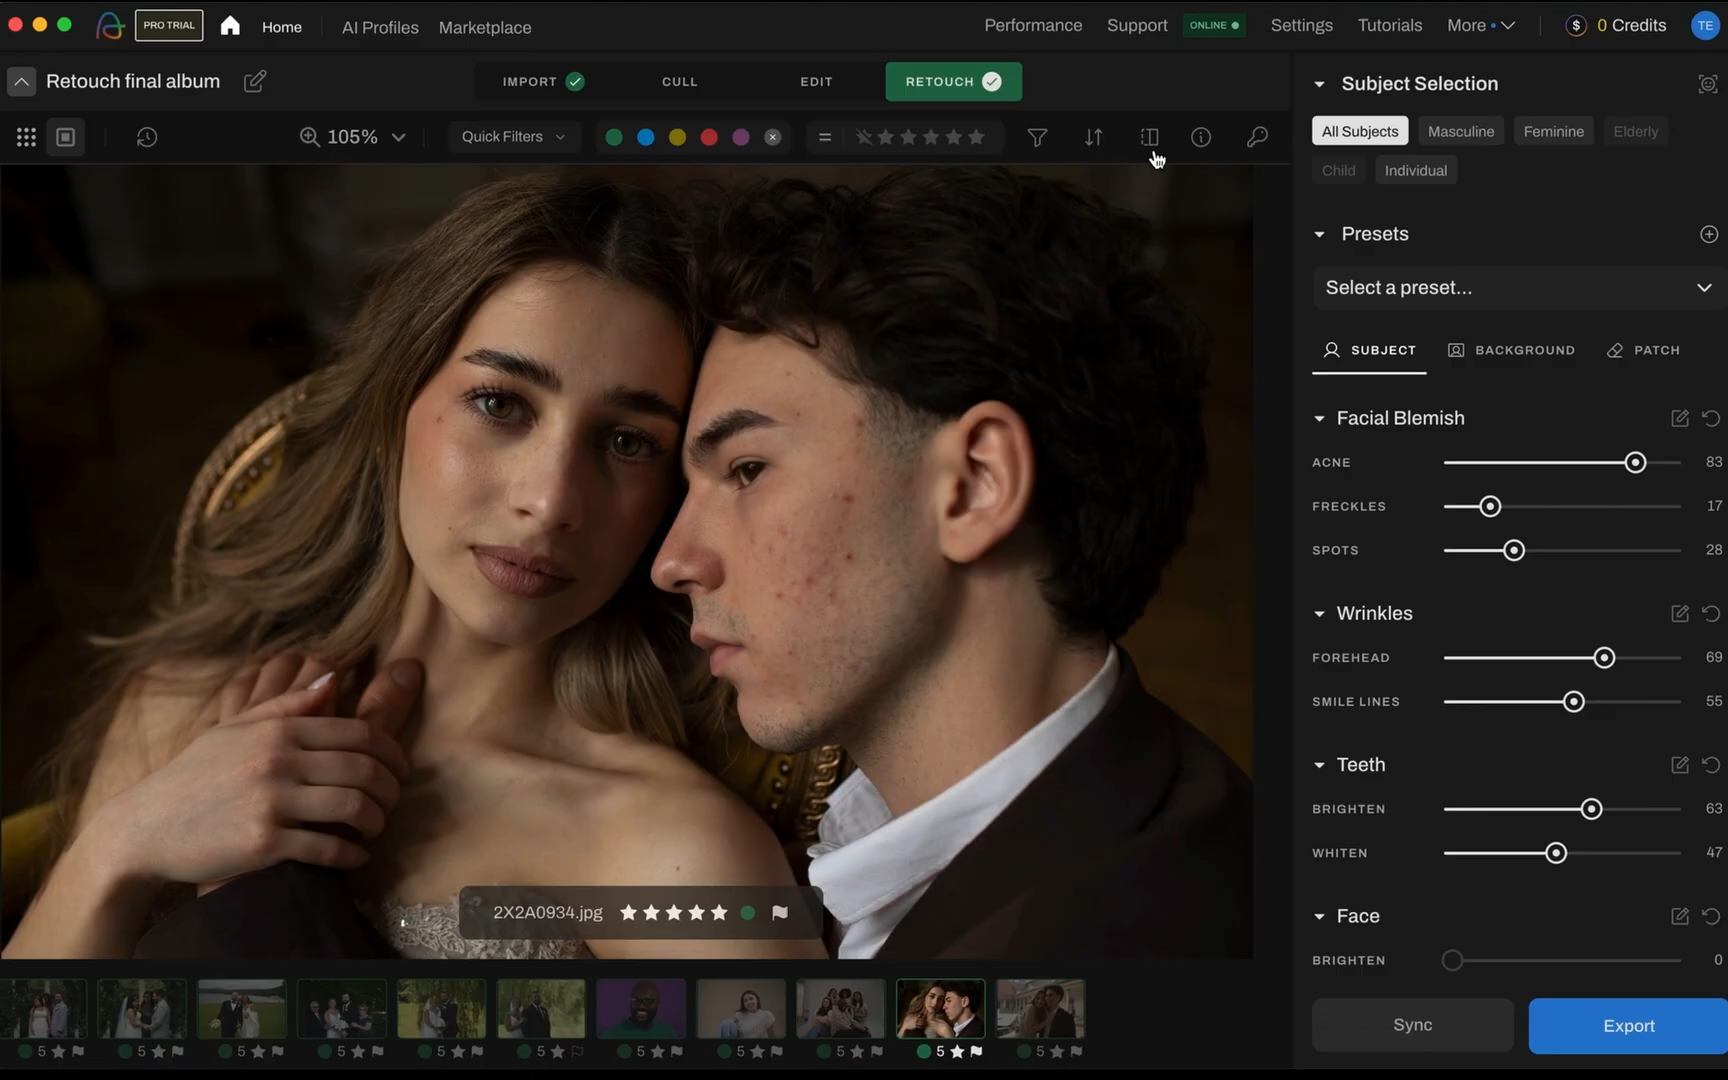 PRO TRIAL Home AI Profiles Marketplace Performance Support ONLINE Settings Tutorials More $ 0 Credits TE
Retouch final album IMPORT CULL EDIT RETOUCH
105% Quick Filters
2X2A0934.jpg
5 5 5 5 5 5 5 5 5 5 5
Subject Selection
All Subjects Masculine Feminine Elderly
Child Individual
Presets
Select a preset...
SUBJECT BACKGROUND PATCH
Facial Blemish
ACNE 83
FRECKLES 17
SPOTS 28
Wrinkles
FOREHEAD 69
SMILE LINES 55
Teeth
BRIGHTEN 63
WHITEN 47
Face
BRIGHTEN 0
Sync Export